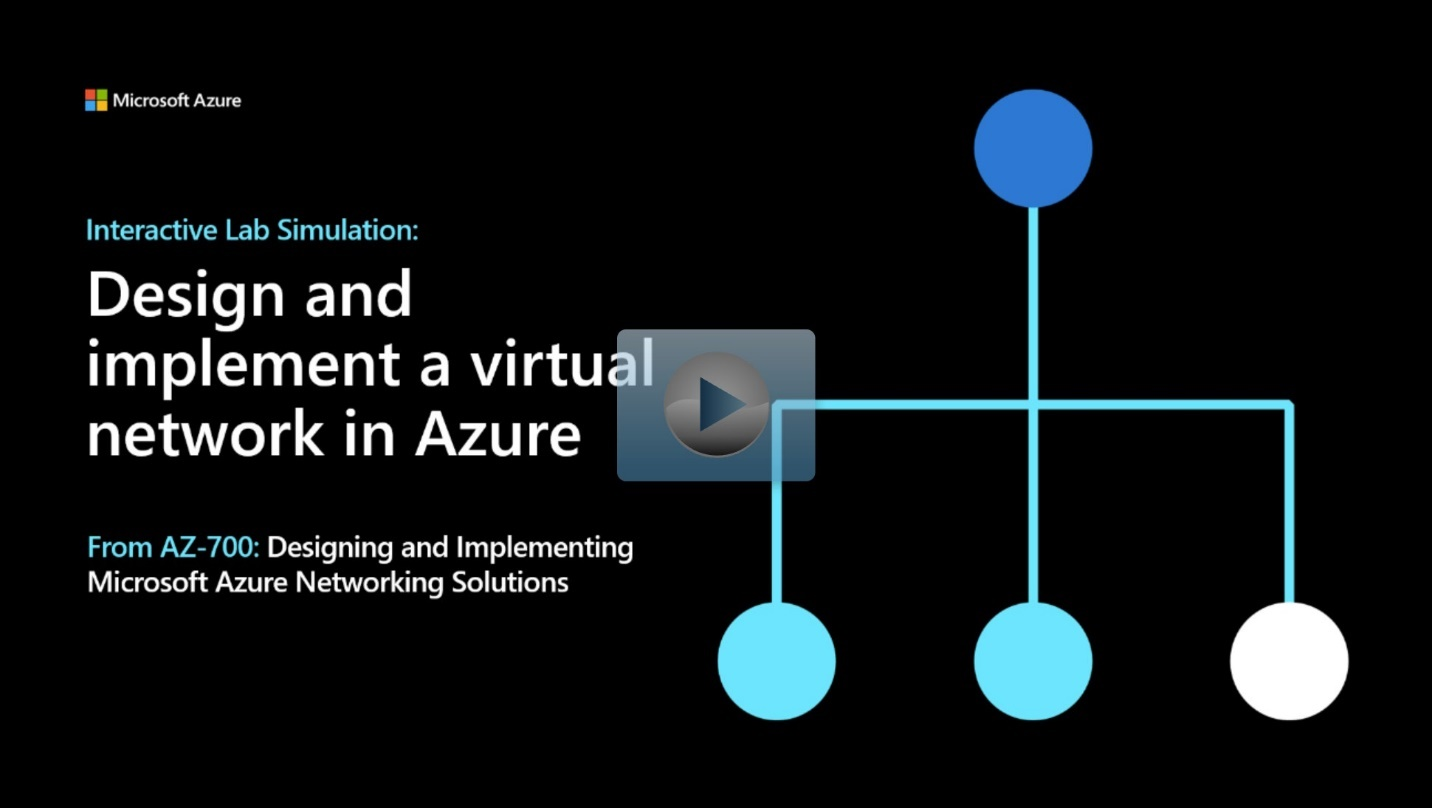 Microsoft Azure
Interactive Lab Simulation:
Design and
implement a virtual
network in Azure
From AZ-700: Designing and Implementing
Microsoft Azure Networking Solutions